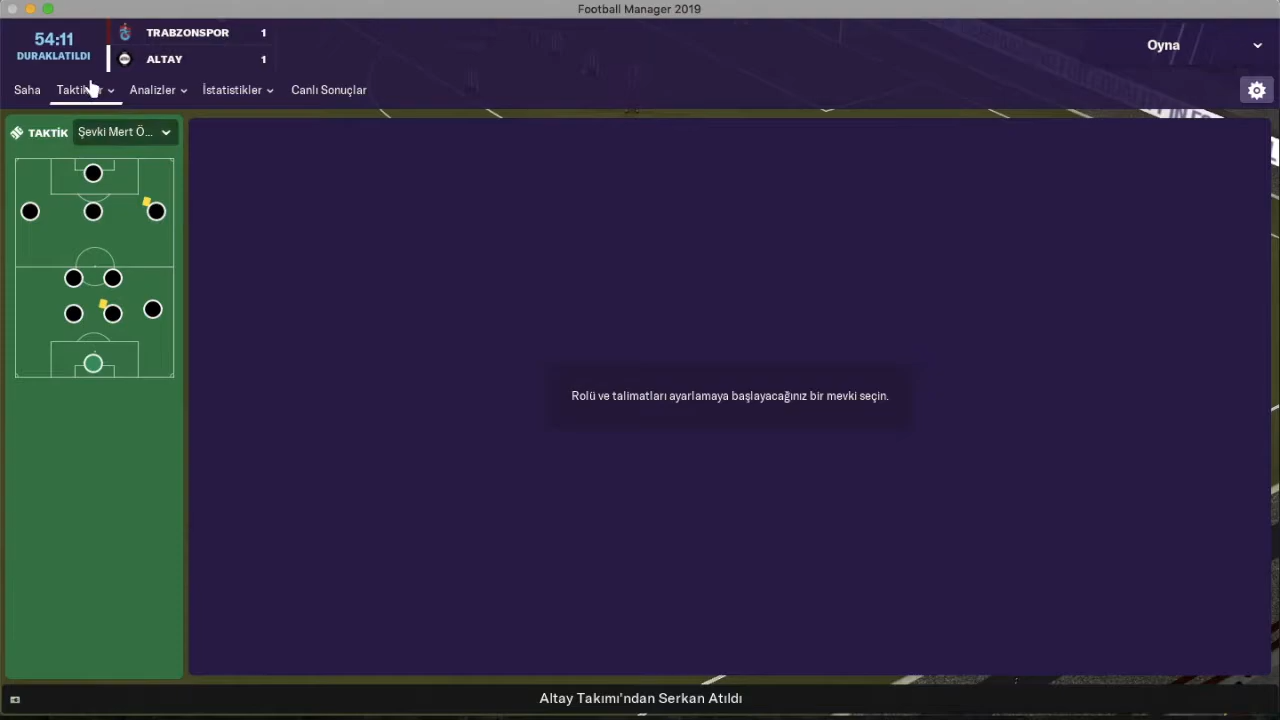 Football Manager 2019
54:11
DURAKLATILDI
TRABZONSPOR 1
ALTAY 1
Oyna
Saha
Analizler
İstatistikler
Canlı Sonuçlar
TAKTİK
Şevki Mert Ö...
Rolü ve talimatları ayarlamaya başlayacağınız bir mevki seçin.
Altay Takımı'ndan Serkan Atıldı